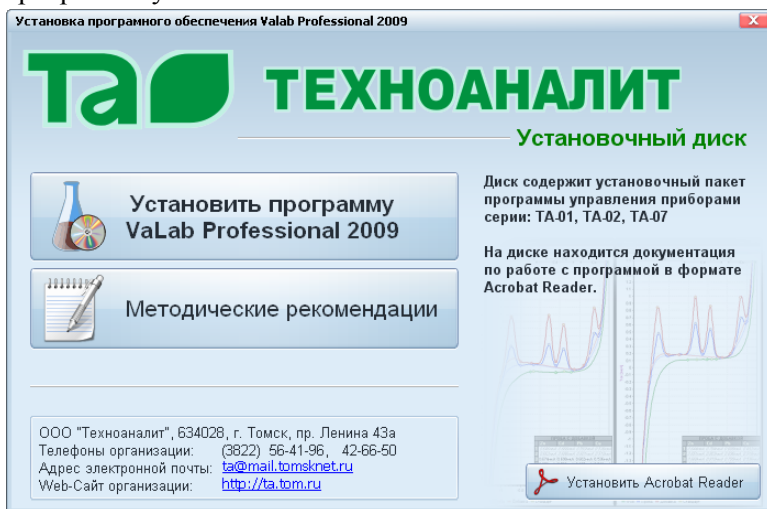 Установка програмного обеспечения Valab Professional 2009
Та
ТЕХНОАНАЛИТ
Установочный диск
Установить программу
VaLab Professional 2009
Методические рекомендации
Диск содержит установочный пакет
программы управления приборами
серии: ТА-01, ТА-02, ТА-07
На диске находится документация
по работе с программой в формате
Acrobat Reader.
ООО "Техноаналит", 634028, г. Томск, пр. Ленина 43а
Телефоны организации: (3822) 56-41-96, 42-66-50
Адрес электронной почты: ta@mail.tomsknet.ru
Web-Сайт организации: http://ta.tom.ru
Установить Acrobat Reader